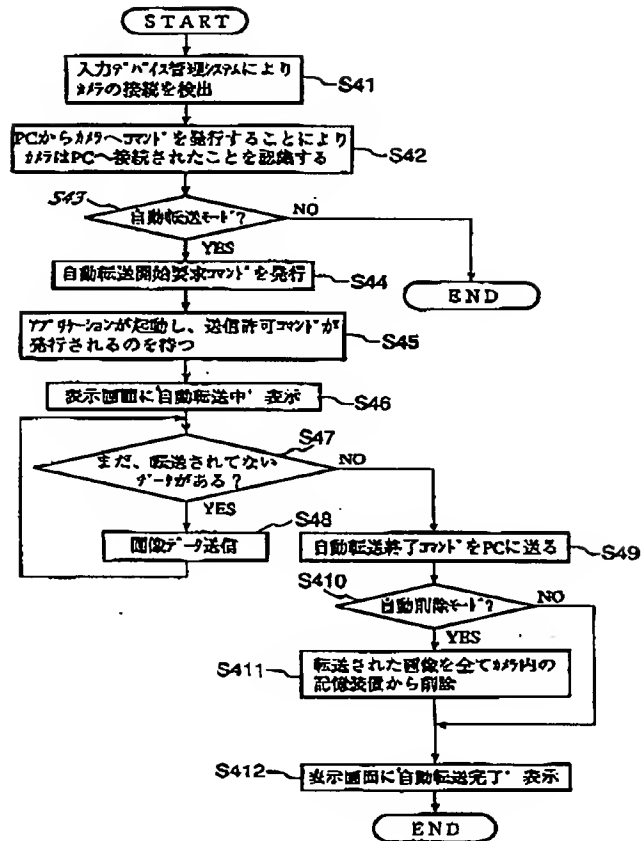 START
入力デバイス管理システムにより
カメラの接続を検出
S41
PCからカメラへコマンドを発行することにより
カメラはPCへ接続されたことを認識する
S42
S43
自動転送モード?
NO
YES
自動転送開始要求コマンドを発行
S44
END
アプリケーションが起動し、送信許可コマンドが
発行されるのを待つ
S45
表示画面に"自動転送中" 表示
S46
S47
まだ、転送されてない
データがある?
NO
YES
S48
画像データ送信
自動転送終了コマンドをPCに送る
S49
S410
自動削除モード?
NO
YES
S411
転送された画像を全てカメラ内の
記憶装置から削除
S412
表示画面に"自動転送完了" 表示
END